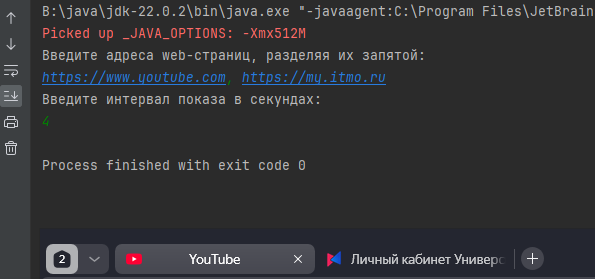 B:\java\jdk-22.0.2\bin\java.exe "-javaagent:C:\Program Files\JetBrain
Picked up _JAVA_OPTIONS: -Xmx512M
Введите адреса web-страниц, разделяя их запятой:
https://www.youtube.com, https://my.itmo.ru
Введите интервал показа в секундах:
4
Process finished with exit code 0
2 YouTube Личный кабинет Универс